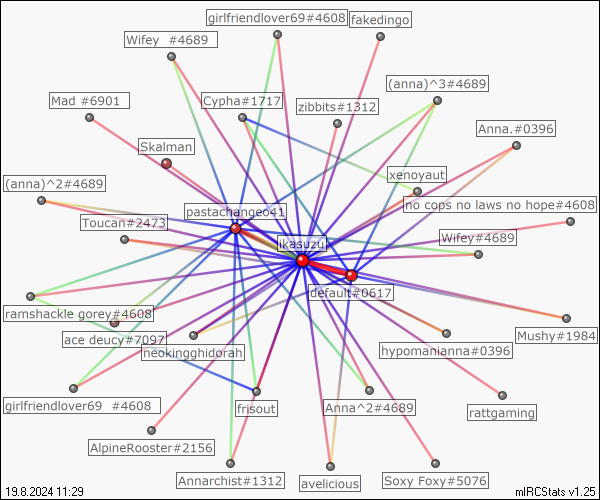 girlfriendlover69#4608
fakedingo
Wifey #4689
(anna)^3#4689
Mad #6901
Cypha#1717
zibbits#1312
Anna.#0396
Skalman
xenoyaut
(anna)^2#4689
no cops no laws no hope#4608
pastachangeo41
Toucan#2473
ikasuzu
Wifey#4689
default#0617
ramshackle gorey#4608
Mushy#1984
ace deucy#7097
neokingghidorah
hypomanianna#0396
girlfriendlover69 #4608
frisout
Anna^2#4689
rattgaming
AlpineRooster#2156
Annarchist#1312
avelicious
Soxy Foxy#5076
19.8.2024 11:29
mIRCStats v1.25